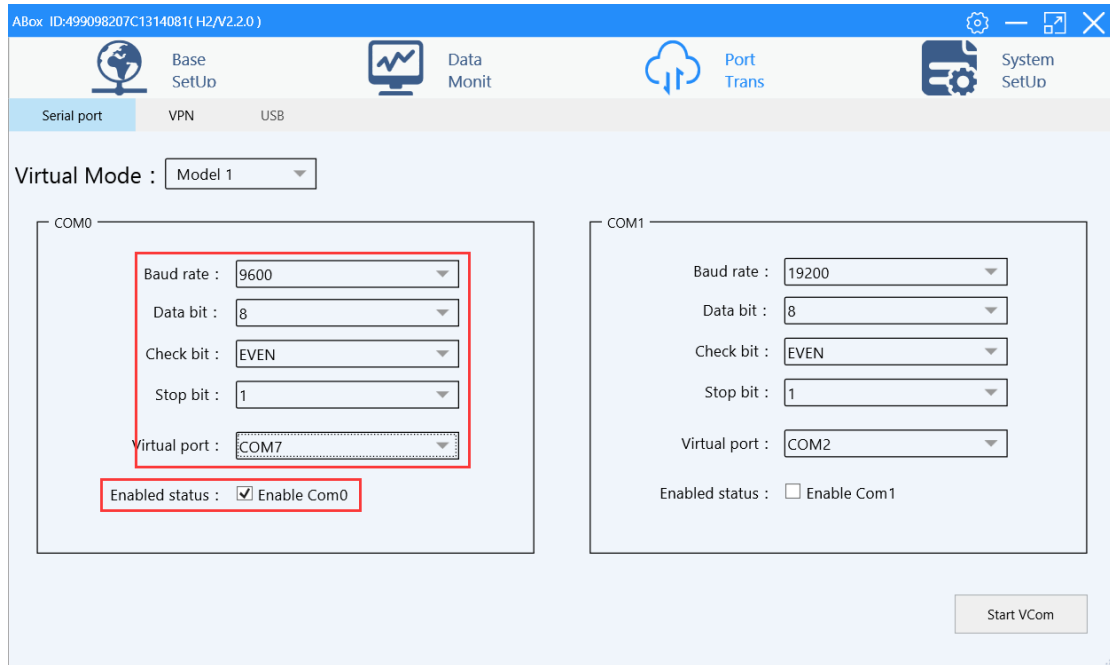 ABox ID:499098207C1314081( H2/V2.2.0 )
Base SetUp
Data Monit
Port Trans
System SetUp
Serial port VPN USB
Virtual Mode : Model 1
COM0
Baud rate : 9600
Data bit : 8
Check bit : EVEN
Stop bit : 1
Virtual port : COM7
Enabled status : Enable Com0
COM1
Baud rate : 19200
Data bit : 8
Check bit : EVEN
Stop bit : 1
Virtual port : COM2
Enabled status : Enable Com1
Start VCom